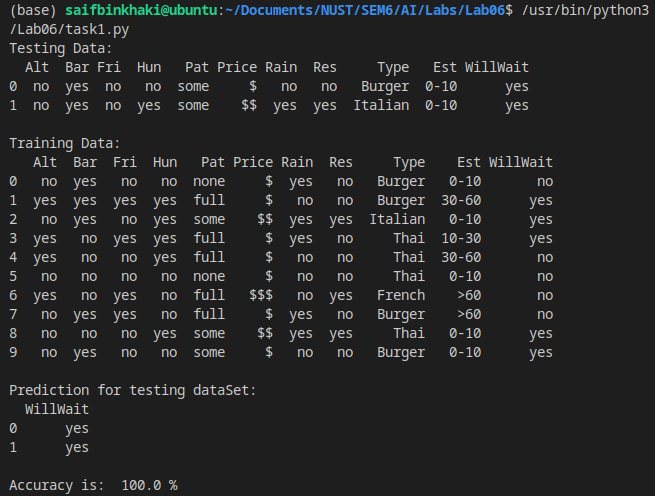 (base) saifbinkhaki@ubuntu:~/Documents/NUST/SEM6/AI/Labs/Lab06$ /usr/bin/python3
/Lab06/task1.py
Testing Data:
  Alt  Bar Fri  Hun   Pat Price Rain  Res     Type   Est WillWait
0  no  yes  no   no  some     $   no   no   Burger  0-10      yes
1  no   no  no  yes  some    $$  yes  yes  Italian  0-10      yes

Training Data:
   Alt  Bar  Fri  Hun   Pat Price Rain  Res     Type    Est WillWait
0   no  yes   no   no  none     $  yes   no   Burger   0-10       no
1  yes  yes  yes  yes  full     $   no   no   Burger  30-60      yes
2   no   no   no  yes  some    $$  yes  yes  Italian   0-10      yes
3  yes   no  yes  yes  full     $  yes   no     Thai  10-30      yes
4  yes   no   no  yes  full     $   no   no     Thai  30-60       no
5   no   no   no   no  none     $   no   no     Thai   0-10       no
6  yes   no  yes   no  full   $$$   no  yes   French    >60       no
7   no  yes  yes   no  full     $  yes   no   Burger    >60       no
8   no   no   no  yes  some    $$  yes  yes     Thai   0-10      yes
9   no  yes   no   no  some     $   no   no   Burger   0-10      yes

Prediction for testing dataSet:
  WillWait
0      yes
1      yes

Accuracy is:  100.0 %